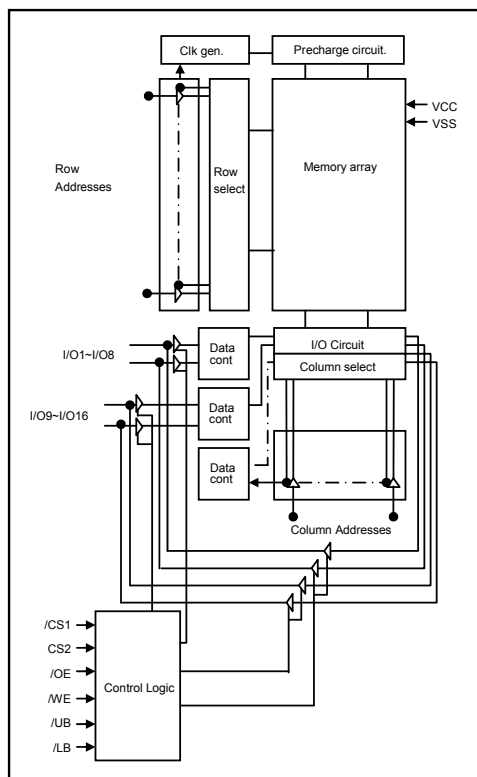 Clk gen.
Precharge circuit.
VCC
VSS
Row
Addresses
Row
select
Memory array
I/O1~I/O8
Data
cont
I/O Circuit
Column select
I/O9~I/O16
Data
cont
Data
cont
Column Addresses
/CS1
CS2
/OE
/WE
/UB
/LB
Control Logic